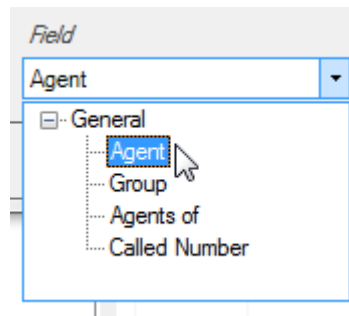 Field
Agent
General
Agent
Group
Agents of
Called Number